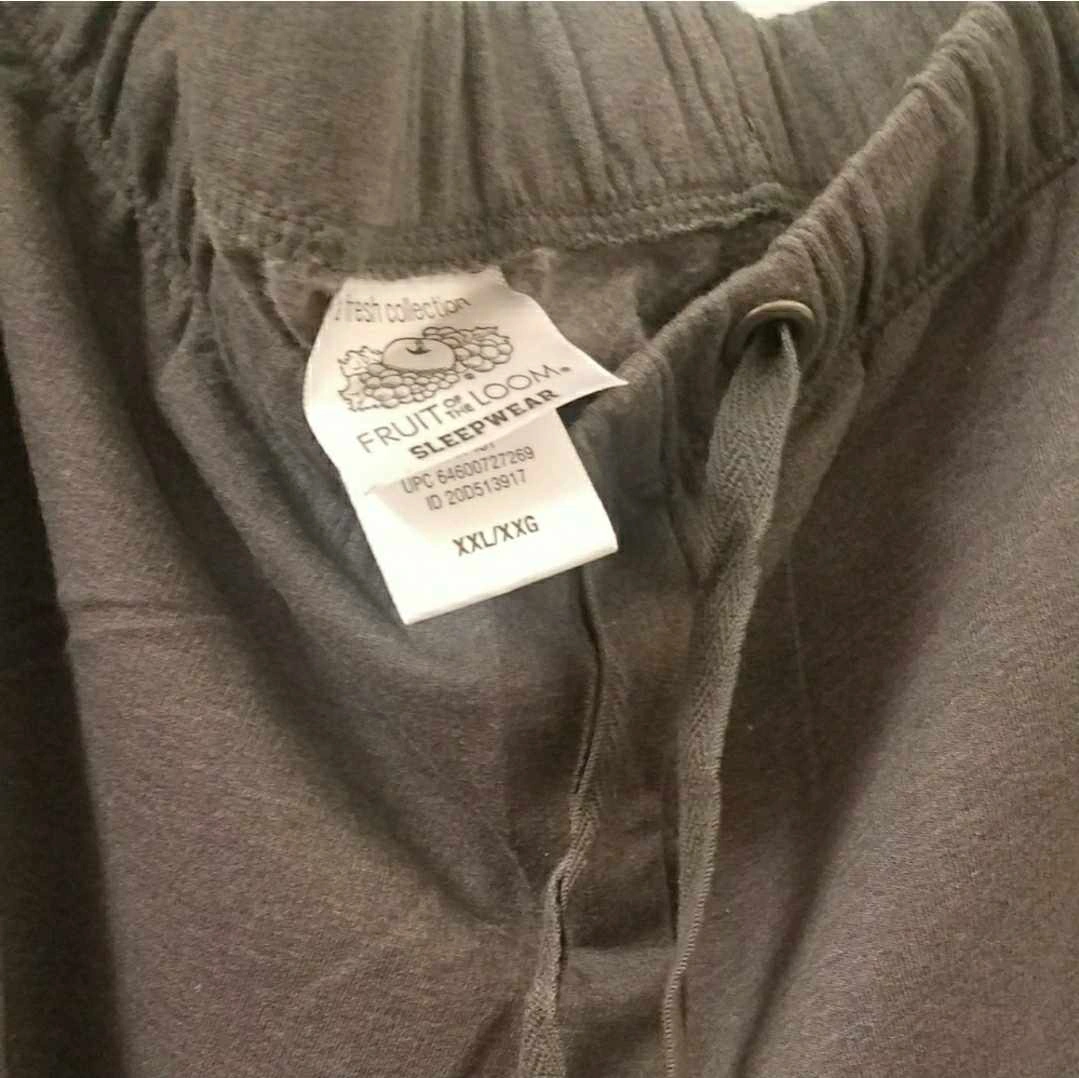 fresh collection
FRUIT OF THE LOOM®
SLEEPWEAR
UPC 64600727269
ID 20D513917
XXL/XXG